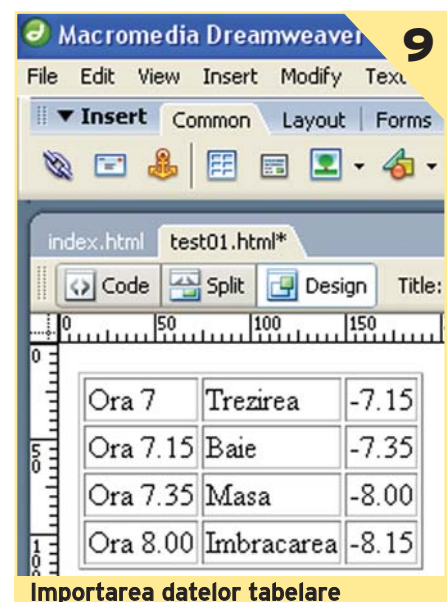 Macromedia Dreamweaver
9
File Edit View Insert Modify
▼ Insert Common Layout Forms
index.html test01.html*
Code Split Design Title:
0 50 100 150
0
Ora 7 Trezirea -7.15
50
Ora 7.15 Baie -7.35
Ora 7.35 Masa -8.00
Ora 8.00 Imbracarea -8.15
Importarea datelor tabelare